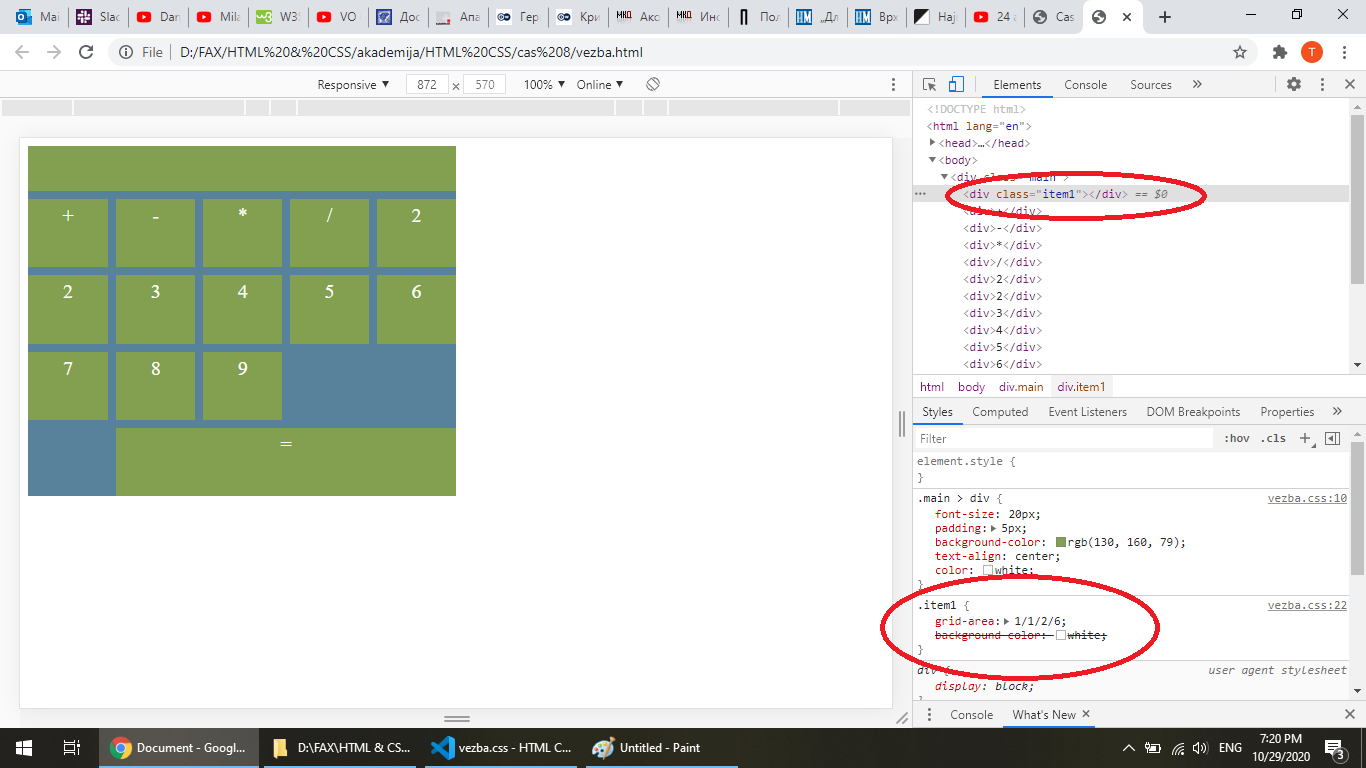 Mai Slac Dar Mila W3S VO Дос Апа Гер Кри Акс Инс Пол „Дл Врх Најн 24 a Cas
File D:/FAX/HTML%20&%20CSS/akademija/HTML%20CSS/cas%208/vezba.html T
Responsive 872 x 570 100% Online
Elements Console Sources
<!DOCTYPE html>
<html lang="en">
<head>…</head>
<body>
<div class="main">
<div class="item1"></div> == $0
<div>+</div>
<div>-</div>
<div>*</div>
<div>/</div>
<div>2</div>
<div>2</div>
<div>3</div>
<div>4</div>
<div>5</div>
<div>6</div>
html body div.main div.item1
Styles Computed Event Listeners DOM Breakpoints Properties
Filter :hov .cls
element.style {
}
.main > div { vezba.css:10
font-size: 20px;
padding: 5px;
background-color: rgb(130, 160, 79);
text-align: center;
color: white;
}
.item1 { vezba.css:22
grid-area: 1/1/2/6;
background-color: white;
}
div { user agent stylesheet
display: block;
}
Console What's New
+ - * / 2
2 3 4 5 6
7 8 9
=
Document - Googl... D:\FAX\HTML & CS... vezba.css - HTML C... Untitled - Paint ENG 7:20 PM
10/29/2020 3